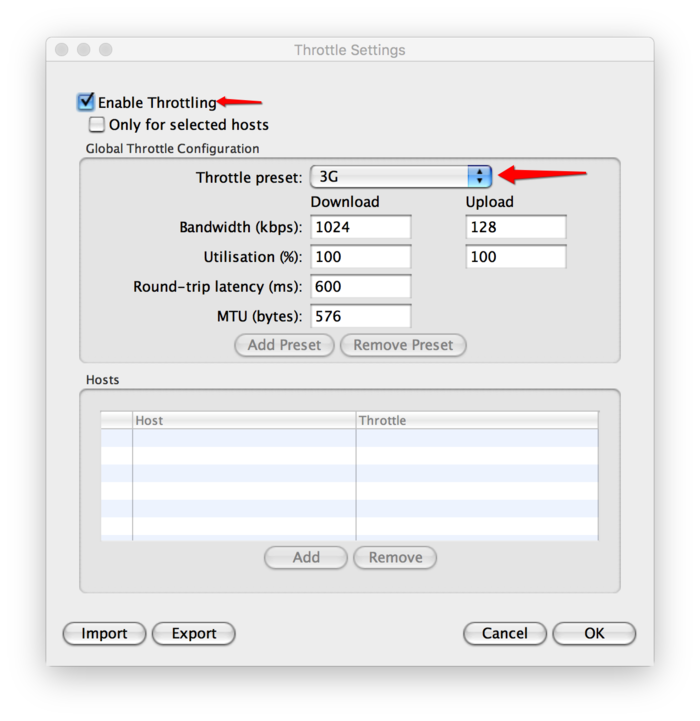 Throttle Settings
Enable Throttling
Only for selected hosts
Global Throttle Configuration
Throttle preset: 3G
Download Upload
Bandwidth (kbps): 1024 128
Utilisation (%): 100 100
Round-trip latency (ms): 600
MTU (bytes): 576
Add Preset Remove Preset
Hosts
Host Throttle
Add Remove
Import Export Cancel OK